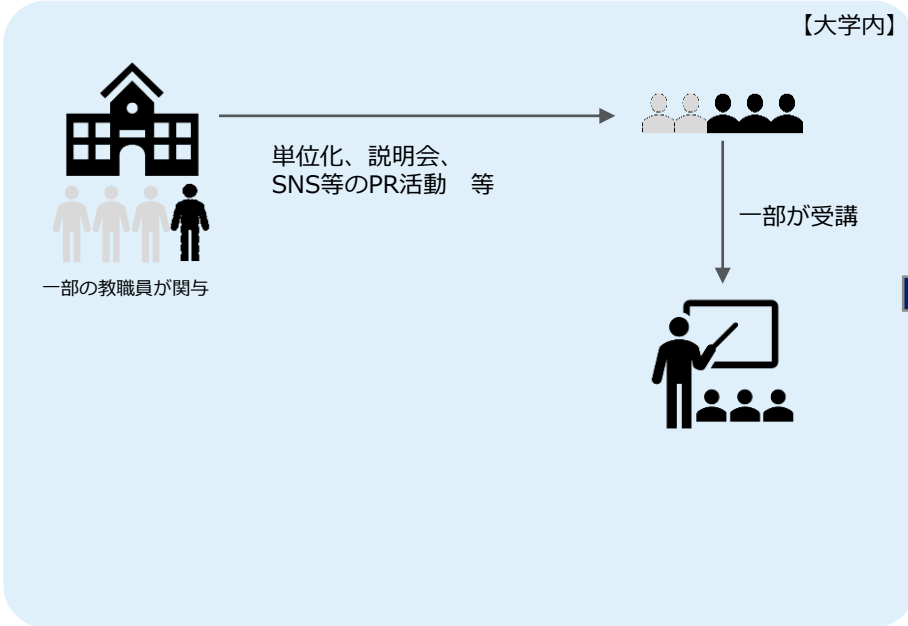 【大学内】
単位化、説明会、
SNS等のPR活動　等
一部が受講
一部の教職員が関与